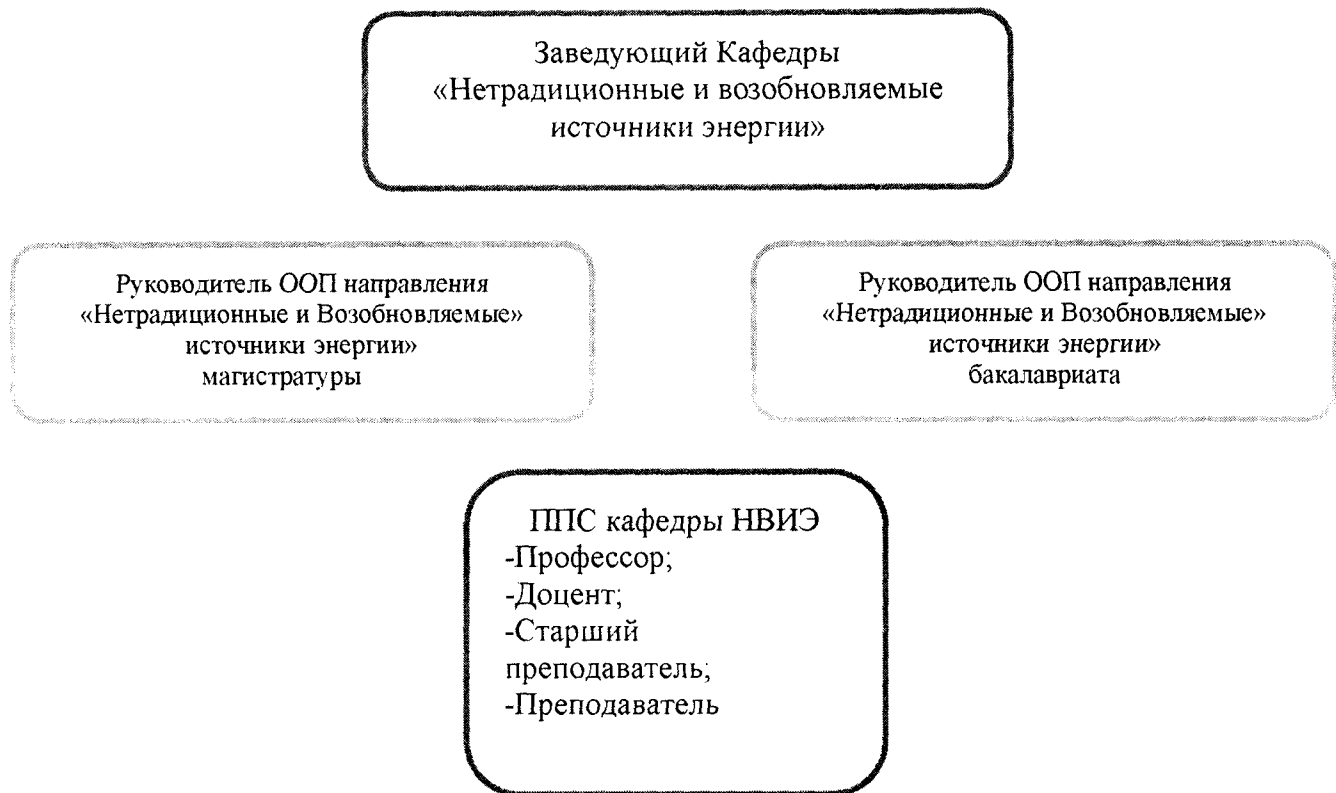 Заведующий Кафедры
«Нетрадиционные и возобновляемые
источники энергии»
Руководитель ООП направления
«Нетрадиционные и Возобновляемые»
источники энергии»
магистратуры
Руководитель ООП направления
«Нетрадиционные и Возобновляемые»
источники энергии»
бакалавриата
ППС кафедры НВИЭ
-Профессор;
-Доцент;
-Старший
преподаватель;
-Преподаватель